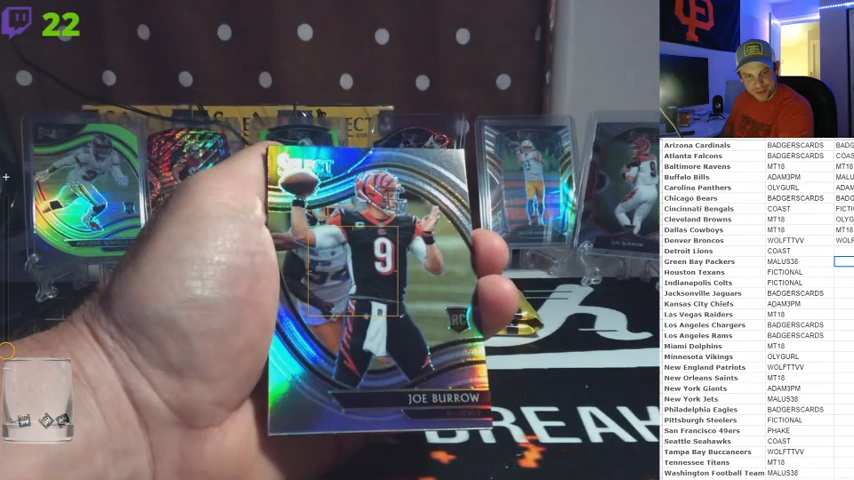 22
SELECT
9
RC
JOE BURROW
BREAK
Arizona Cardinals BADGERSCARDS BADG
Atlanta Falcons BADGERSCARDS COAS
Baltimore Ravens MT18 MT18
Buffalo Bills ADAM3PM MALU
Carolina Panthers OLYGURL ADAM
Chicago Bears BADGERSCARDS BADG
Cincinnati Bengals COAST FICTI
Cleveland Browns MT18 OLYG
Dallas Cowboys MT18 MT18
Denver Broncos WOLFTTVV WOLF
Detroit Lions COAST
Green Bay Packers MALUS38
Houston Texans FICTIONAL
Indianapolis Colts FICTIONAL
Jacksonville Jaguars BADGERSCARDS
Kansas City Chiefs ADAM3PM
Las Vegas Raiders MT18
Los Angeles Chargers BADGERSCARDS
Los Angeles Rams BADGERSCARDS
Miami Dolphins MT18
Minnesota Vikings OLYGURL
New England Patriots WOLFTTVV
New Orleans Saints MT18
New York Giants ADAM3PM
New York Jets MALUS38
Philadelphia Eagles BADGERSCARDS
Pittsburgh Steelers FICTIONAL
San Francisco 49ers PHAKE
Seattle Seahawks COAST
Tampa Bay Buccaneers WOLFTTVV
Tennessee Titans MT18
Washington Football Team MALUS38